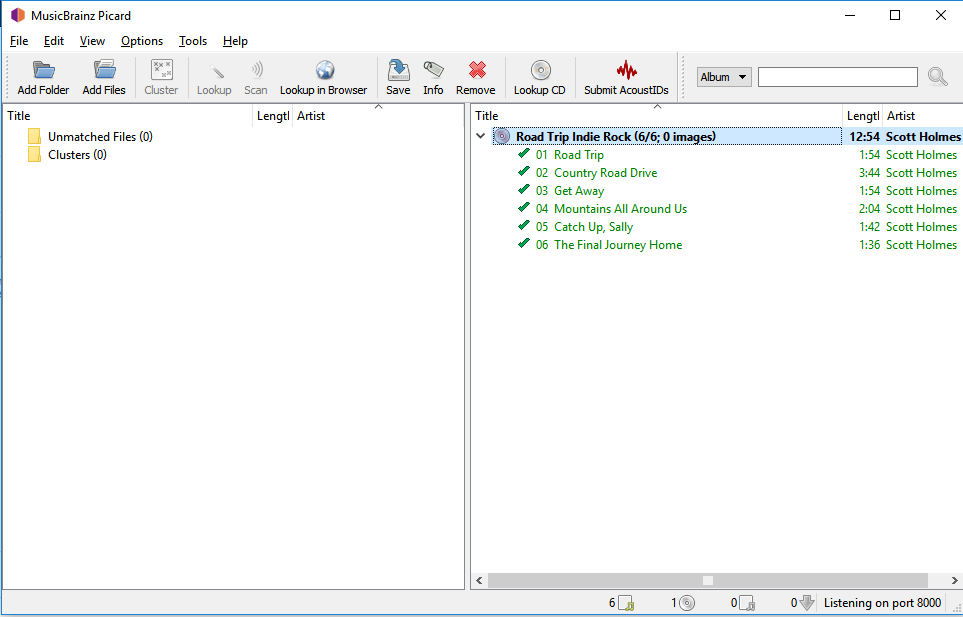 MusicBrainz Picard
File Edit View Options Tools Help
Add Folder Add Files Cluster Lookup Scan Lookup in Browser Save Info Remove Lookup CD Submit AcoustIDs Album
Title Lengtl Artist
Unmatched Files (0)
Clusters (0)
Title Lengtl Artist
Road Trip Indie Rock (6/6; 0 images) 12:54 Scott Holmes
01 Road Trip 1:54 Scott Holmes
02 Country Road Drive 3:44 Scott Holmes
03 Get Away 1:54 Scott Holmes
04 Mountains All Around Us 2:04 Scott Holmes
05 Catch Up, Sally 1:42 Scott Holmes
06 The Final Journey Home 1:36 Scott Holmes
6 1 0 0 Listening on port 8000